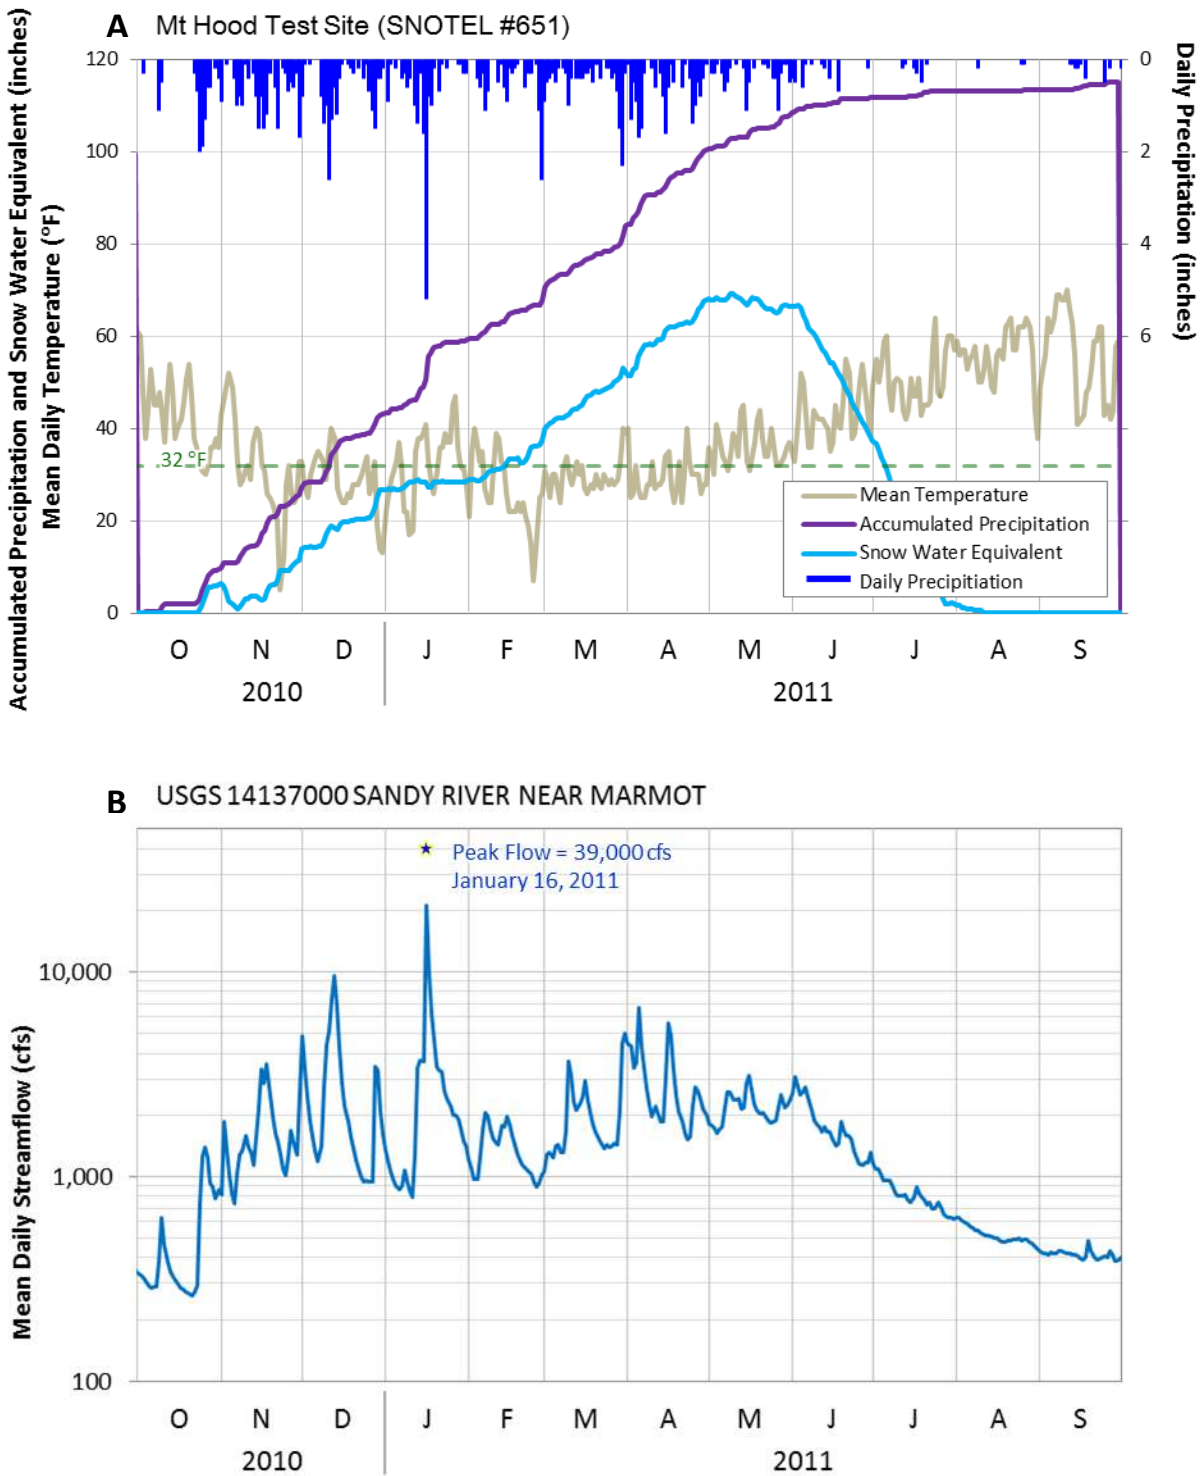 A Mt Hood Test Site (SNOTEL #651)
Accumulated Precipitation and Snow Water Equivalent (inches)
Mean Daily Temperature (°F)
Daily Precipitation (inches)
120
100
80
60
40
20
0
0
2
4
6
32 °F
Mean Temperature
Accumulated Precipitation
Snow Water Equivalent
Daily Precipitiation
O N D J F M A M J J A S
2010 2011
B USGS 14137000 SANDY RIVER NEAR MARMOT
Peak Flow = 39,000 cfs
January 16, 2011
Mean Daily Streamflow (cfs)
10,000
1,000
100
O N D J F M A M J J A S
2010 2011